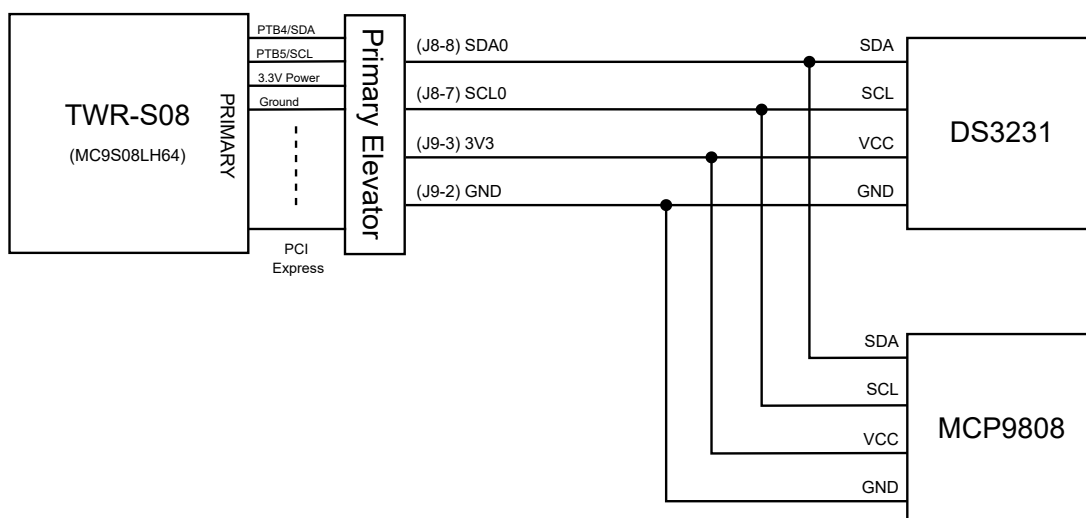 PTB4/SDA
PTB5/SCL
3.3V Power
Ground
TWR-S08
(MC9S08LH64)
PRIMARY
PCI
Express
Primary Elevator
(J8-8) SDA0
(J8-7) SCL0
(J9-3) 3V3
(J9-2) GND
SDA
SCL
VCC
GND
DS3231
SDA
SCL
VCC
GND
MCP9808